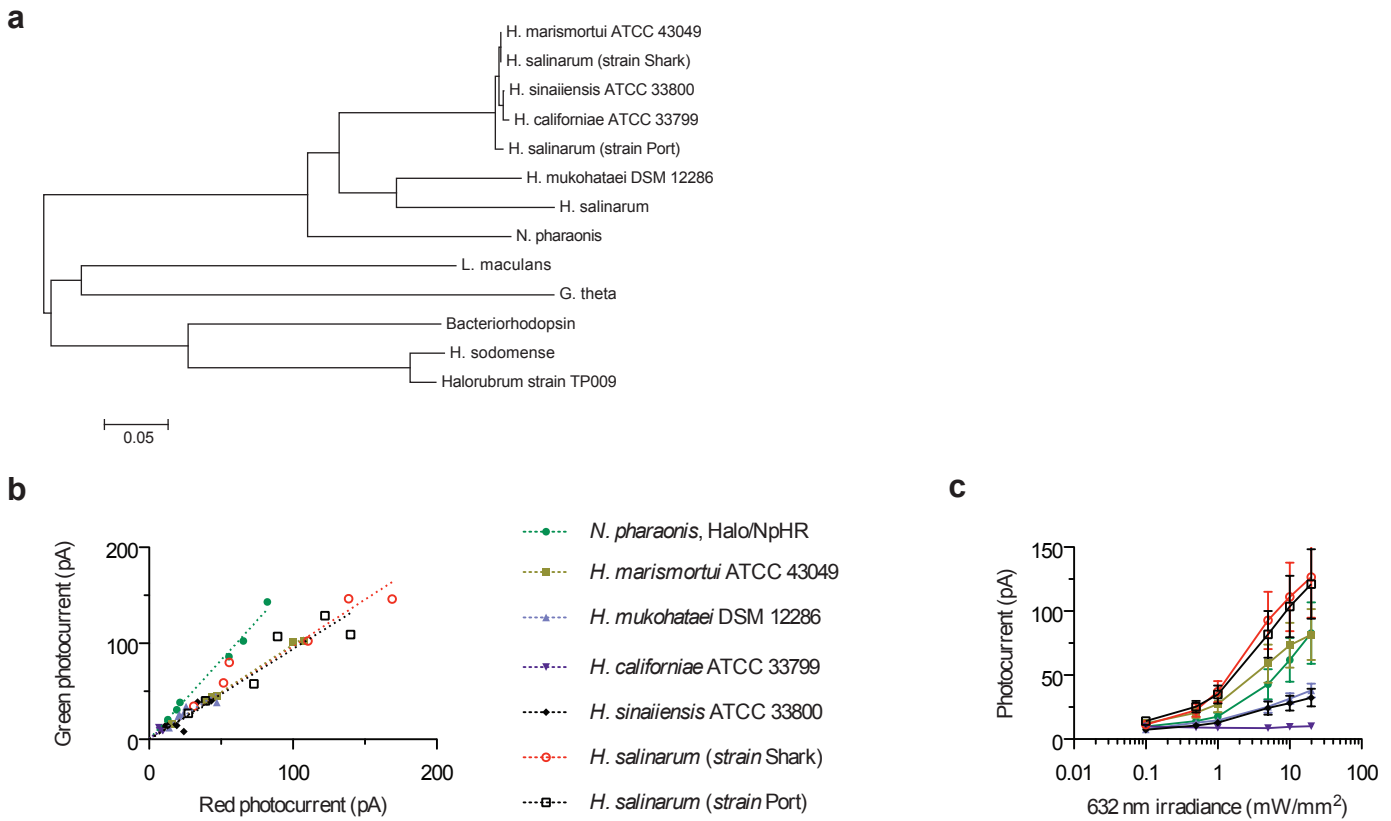 a
H. marismortui ATCC 43049
H. salinarum (strain Shark)
H. sinaiiensis ATCC 33800
H. californiae ATCC 33799
H. salinarum (strain Port)
H. mukohataei DSM 12286
H. salinarum
N. pharaonis
L. maculans
G. theta
Bacteriorhodopsin
H. sodomense
Halorubrum strain TP009
0.05
b
Green photocurrent (pA)
200
100
0
0
100
200
Red photocurrent (pA)
N. pharaonis, Halo/NpHR
H. marismortui ATCC 43049
H. mukohataei DSM 12286
H. californiae ATCC 33799
H. sinaiiensis ATCC 33800
H. salinarum (strain Shark)
H. salinarum (strain Port)
c
Photocurrent (pA)
150
100
50
0
0.01
0.1
1
10
100
632 nm irradiance (mW/mm²)